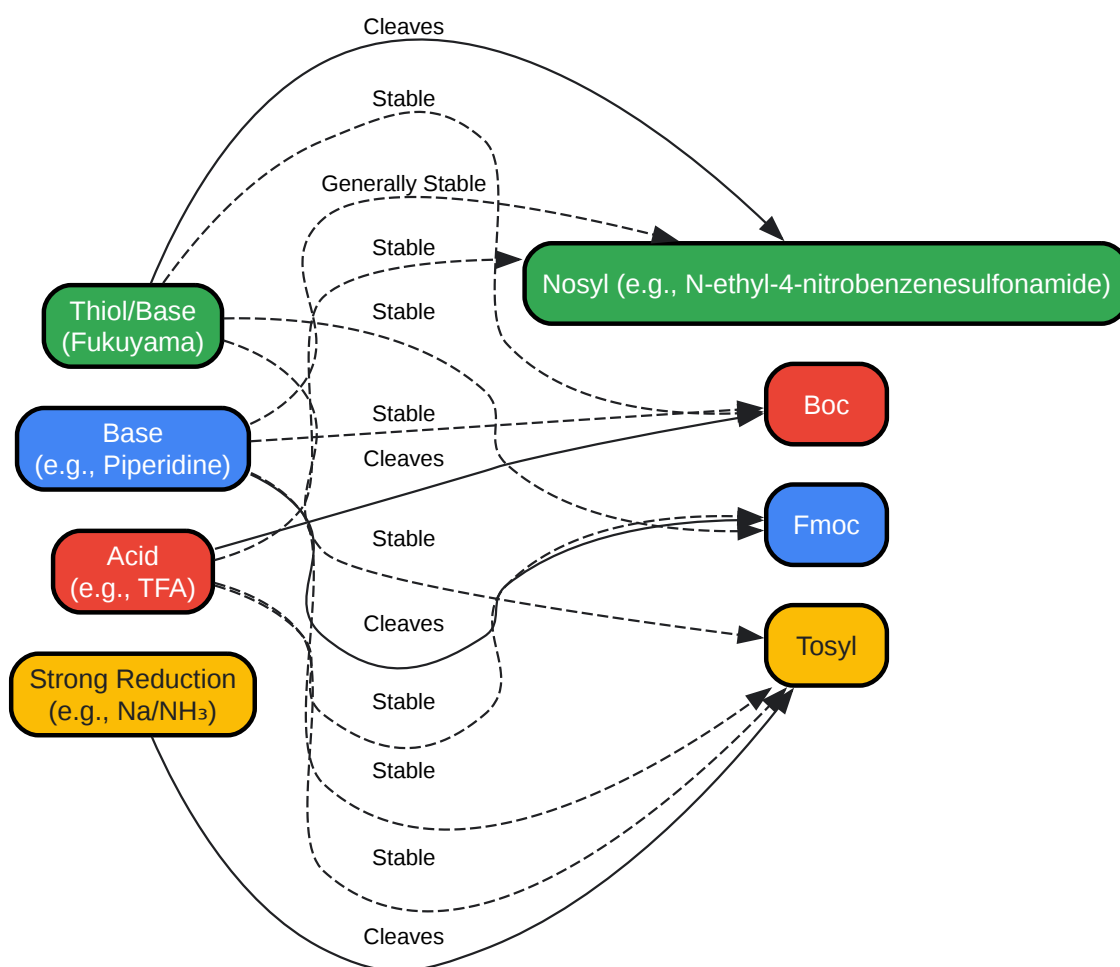 Cleaves
Stable
Generally Stable
Stable
Nosyl (e.g., N-ethyl-4-nitrobenzenesulfonamide)
Thiol/Base
(Fukuyama)
Stable
Boc
Base
(e.g., Piperidine)
Stable
Cleaves
Fmoc
Acid
(e.g., TFA)
Stable
Cleaves
Tosyl
Strong Reduction
(e.g., Na/NH₃)
Stable
Stable
Stable
Cleaves